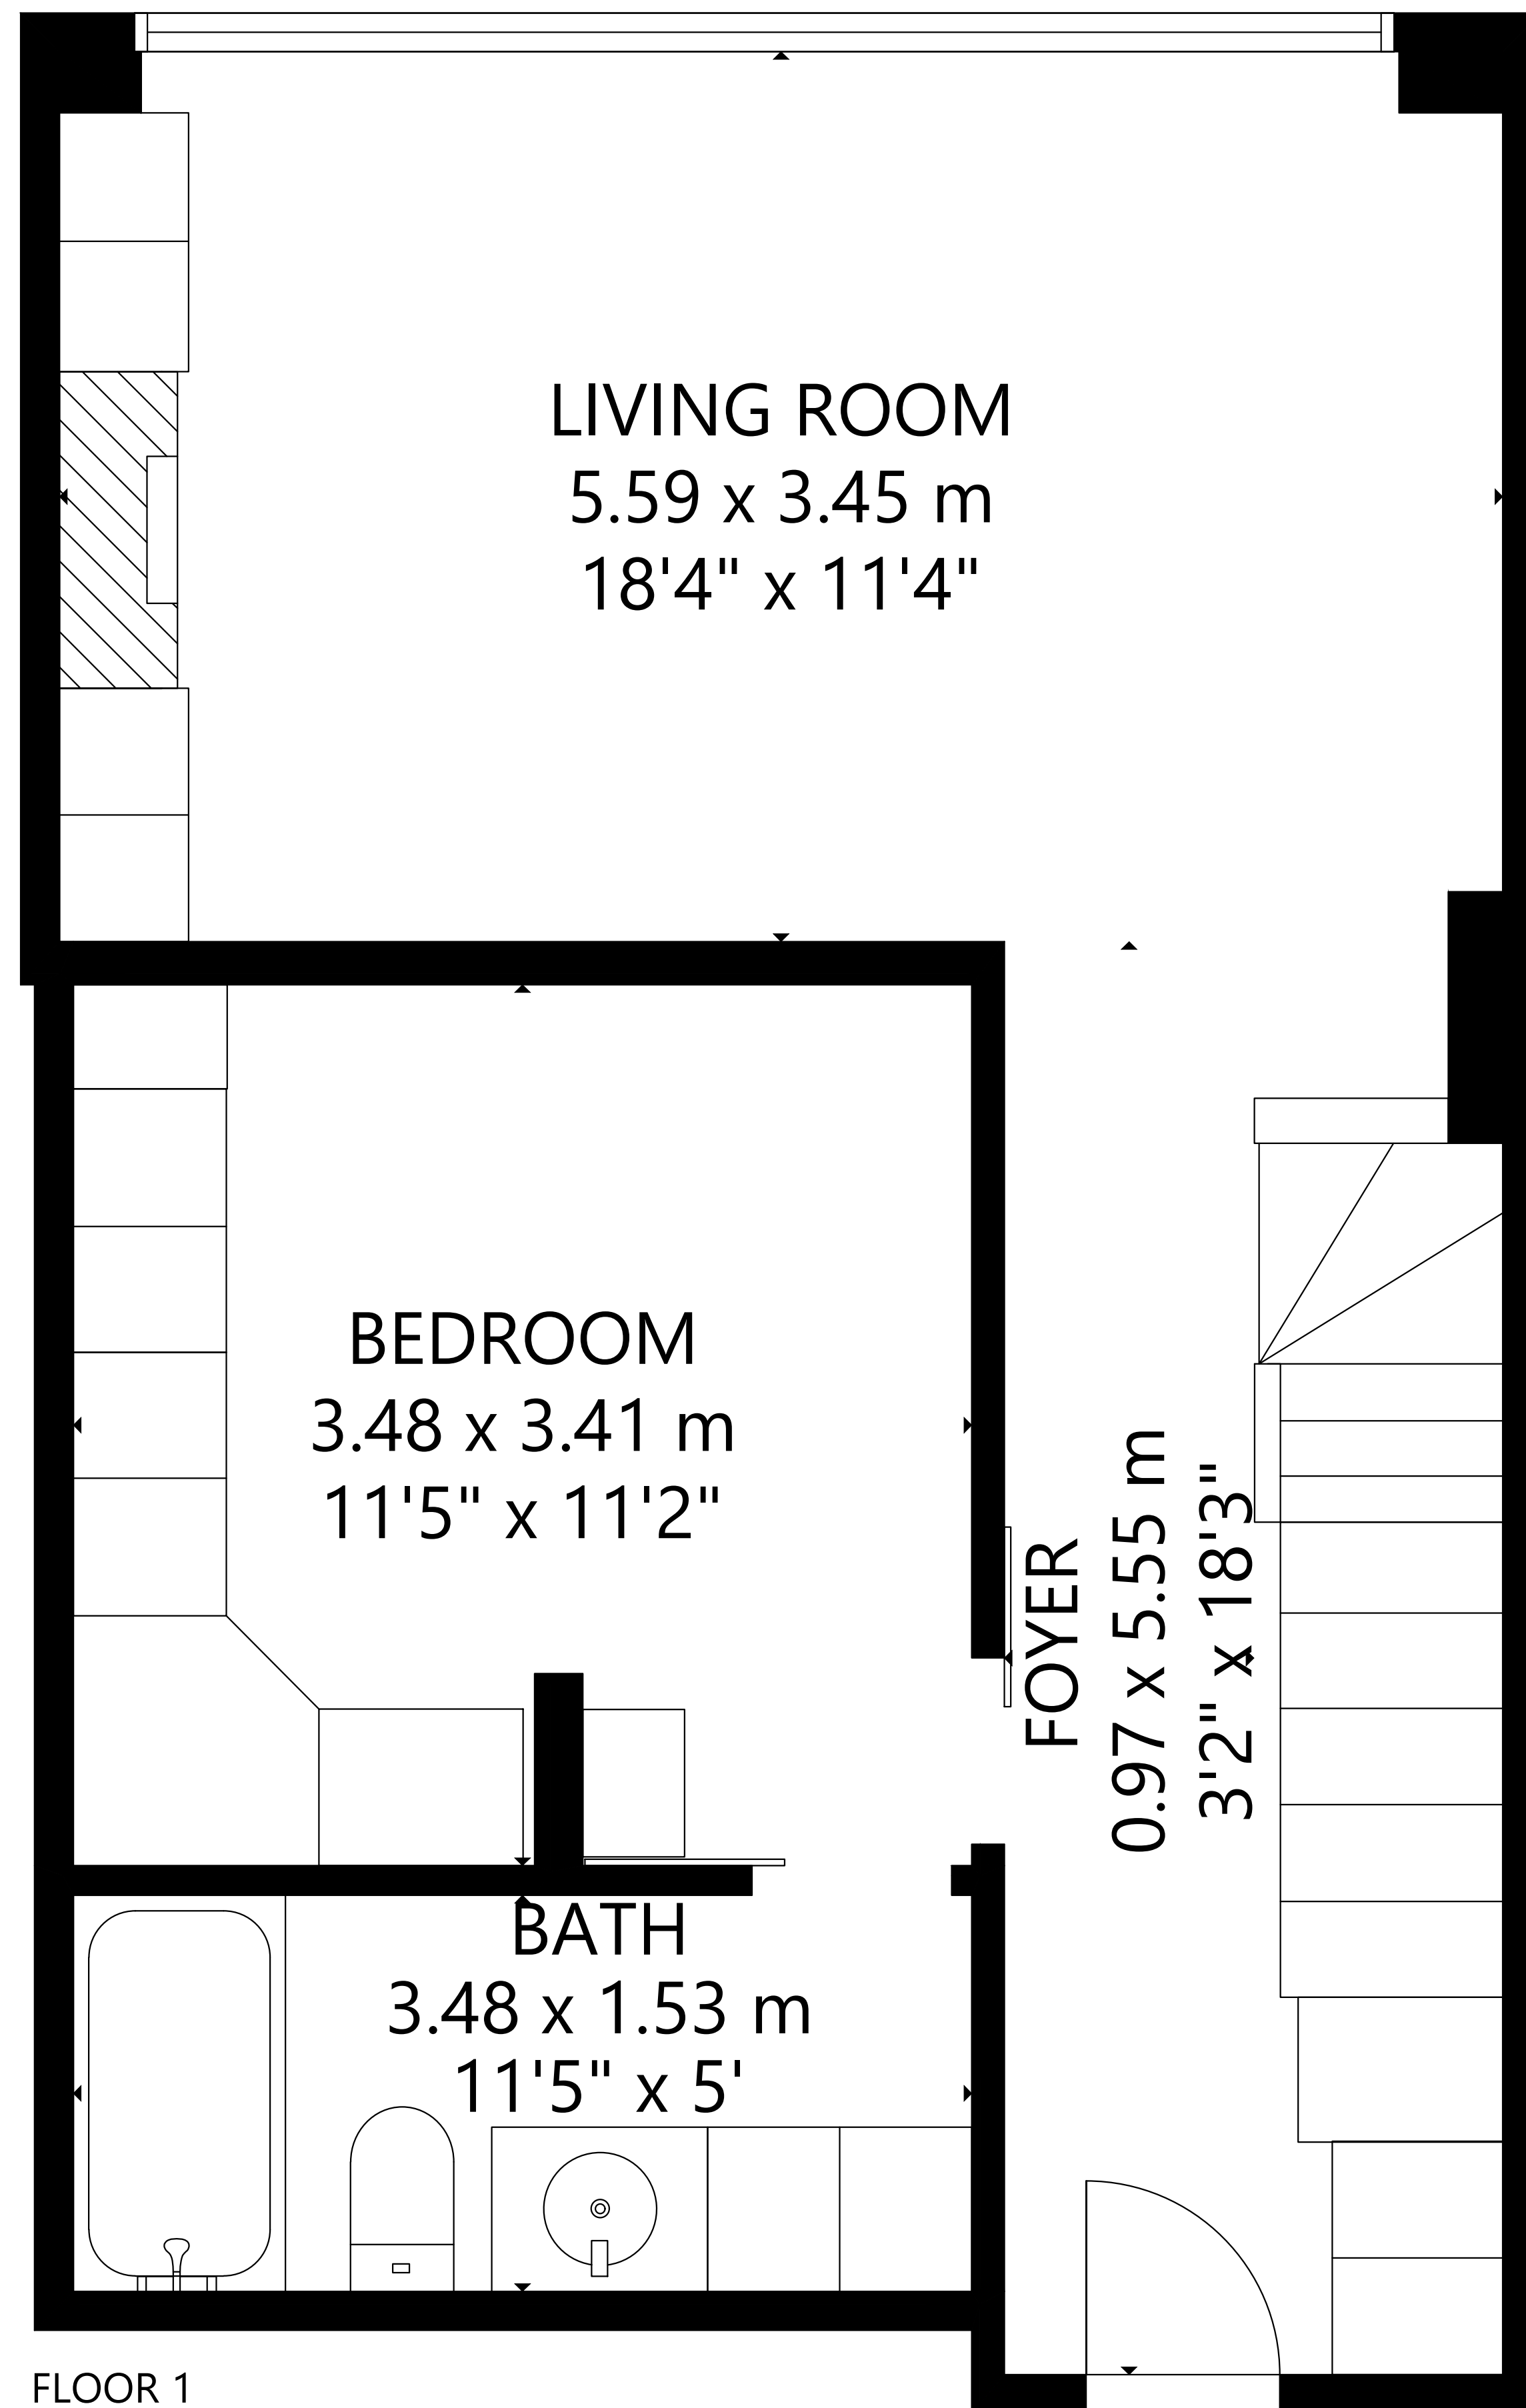 LIVING ROOM
5.59 x 3.45 m
18'4" x 11'4"
BEDROOM
3.48 x 3.41 m
11'5" x 11'2"
FOYER
0.97 x 5.55 m
3'2" x 18'3"
BATH
3.48 x 1.53 m
11'5" x 5'
FLOOR 1